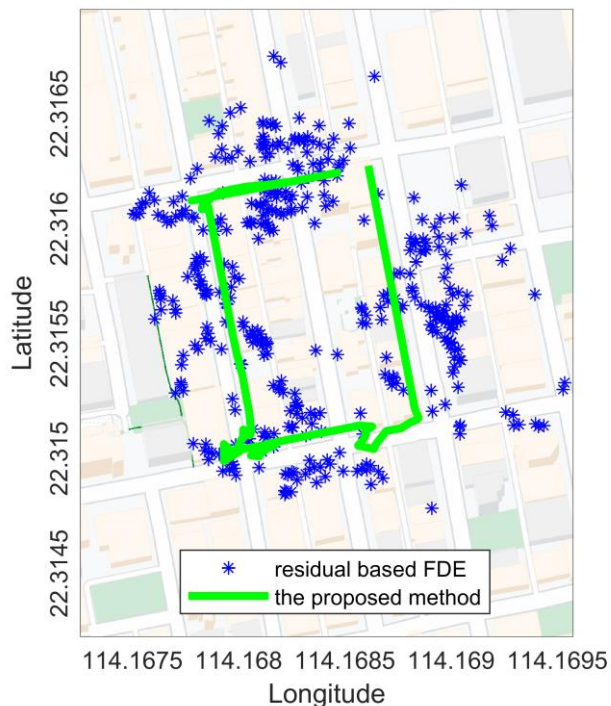 22.3165
22.316
22.3155
22.315
22.3145
Latitude
residual based FDE
the proposed method
114.1675 114.168 114.1685 114.169 114.1695
Longitude